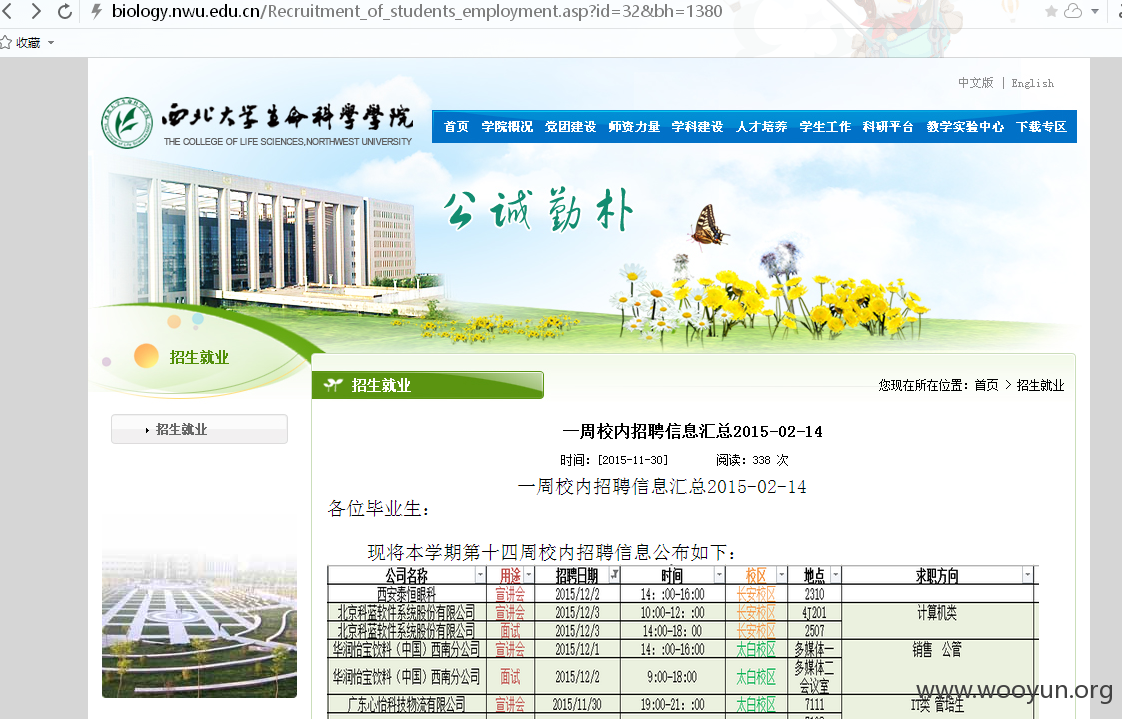 biology.nwu.edu.cn/Recruitment_of_students_employment.asp?id=32&bh=1380
收藏
中文版 | English
西北大学生命科学学院
THE COLLEGE OF LIFE SCIENCES,NORTHWEST UNIVERSITY
首页 学院概况 党团建设 师资力量 学科建设 人才培养 学生工作 科研平台 教学实验中心 下载专区
公诚勤朴
招生就业
招生就业
招生就业
您现在所在位置：首页 > 招生就业
一周校内招聘信息汇总2015-02-14
时间：[2015-11-30] 阅读：338 次
一周校内招聘信息汇总2015-02-14
各位毕业生：
现将本学期第十四周校内招聘信息公布如下：
公司名称 用途 招聘日期 时间 校区 地点 求职方向
西安泰恒眼科 宣讲会 2015/12/2 14：:00-16:00 长安校区 2310
北京科蓝软件系统股份有限公司 宣讲会 2015/12/3 10:00-12：:00 长安校区 4J201 计算机类
北京科蓝软件系统股份有限公司 面试 2015/12/3 14:00-18：00 长安校区 2507
华润怡宝饮料（中国）西南分公司 宣讲会 2015/12/1 14：:00-16:00 太白校区 多媒体一 销售 公管
华润怡宝饮料（中国）西南分公司 面试 2015/12/2 9:00-18:00 太白校区 多媒体二会议室
广东心怡科技物流有限公司 宣讲会 2015/11/30 19:00-21：:00 太白校区 7111 IT类 管培生
www.wooyun.org